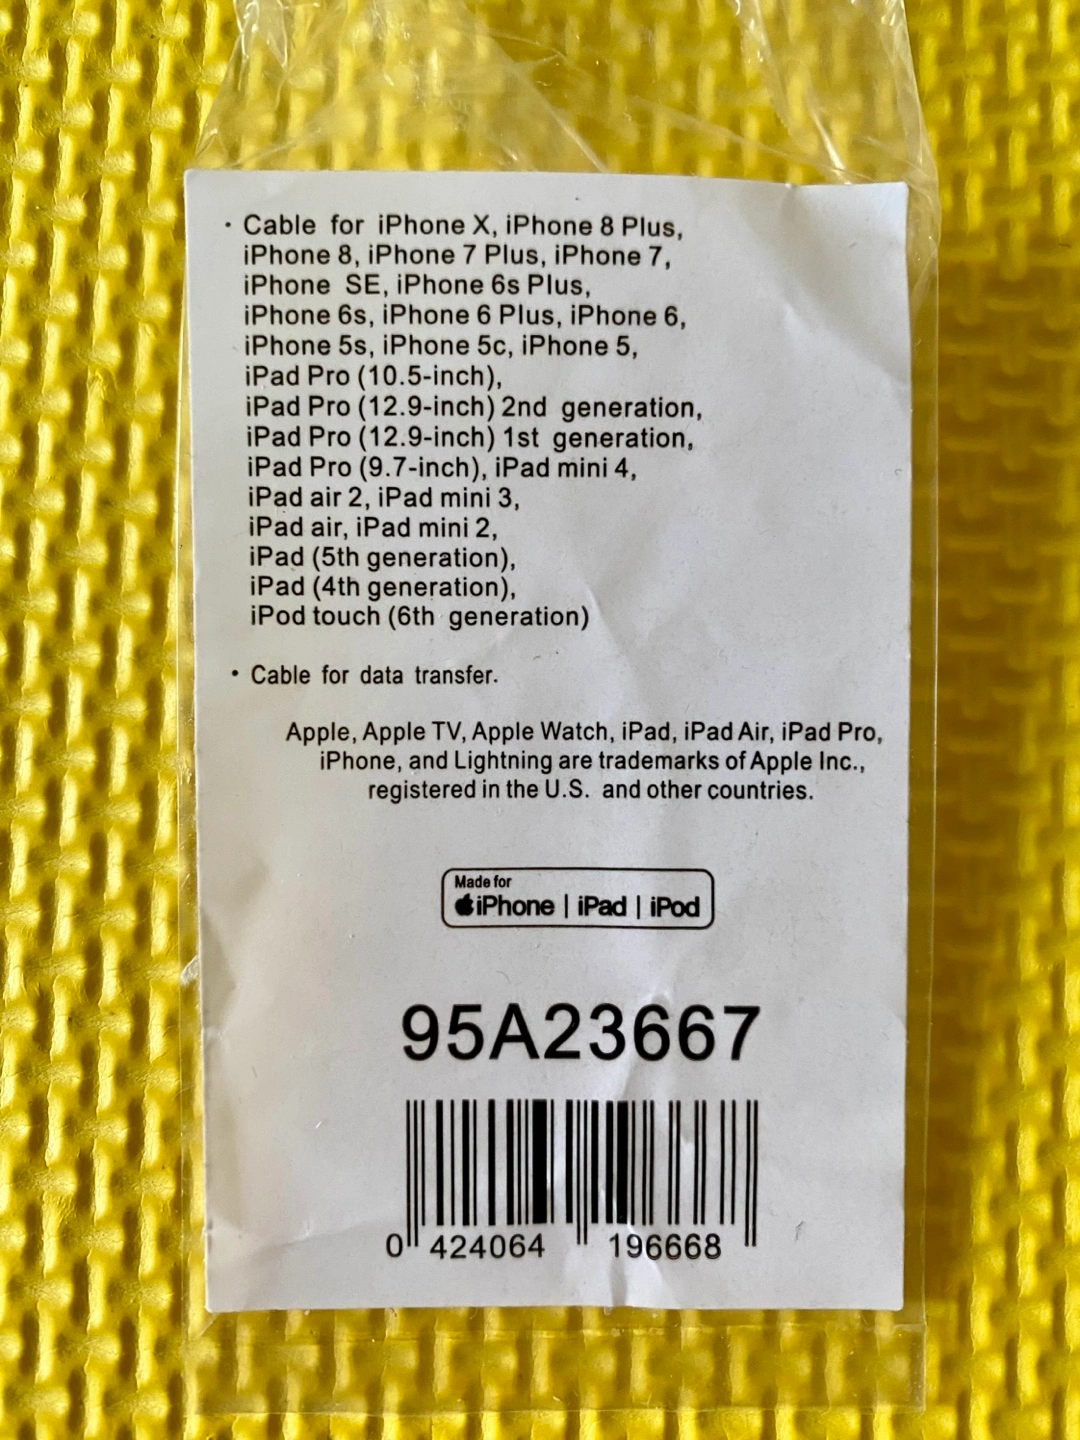 · Cable for iPhone X, iPhone 8 Plus,
iPhone 8, iPhone 7 Plus, iPhone 7,
iPhone SE, iPhone 6s Plus,
iPhone 6s, iPhone 6 Plus, iPhone 6,
iPhone 5s, iPhone 5c, iPhone 5,
iPad Pro (10.5-inch),
iPad Pro (12.9-inch) 2nd generation,
iPad Pro (12.9-inch) 1st generation,
iPad Pro (9.7-inch), iPad mini 4,
iPad air 2, iPad mini 3,
iPad air, iPad mini 2,
iPad (5th generation),
iPad (4th generation),
iPod touch (6th generation)
· Cable for data transfer.
Apple, Apple TV, Apple Watch, iPad, iPad Air, iPad Pro,
iPhone, and Lightning are trademarks of Apple Inc.,
registered in the U.S. and other countries.
Made for
iPhone | iPad | iPod
95A23667
0 424064 196668